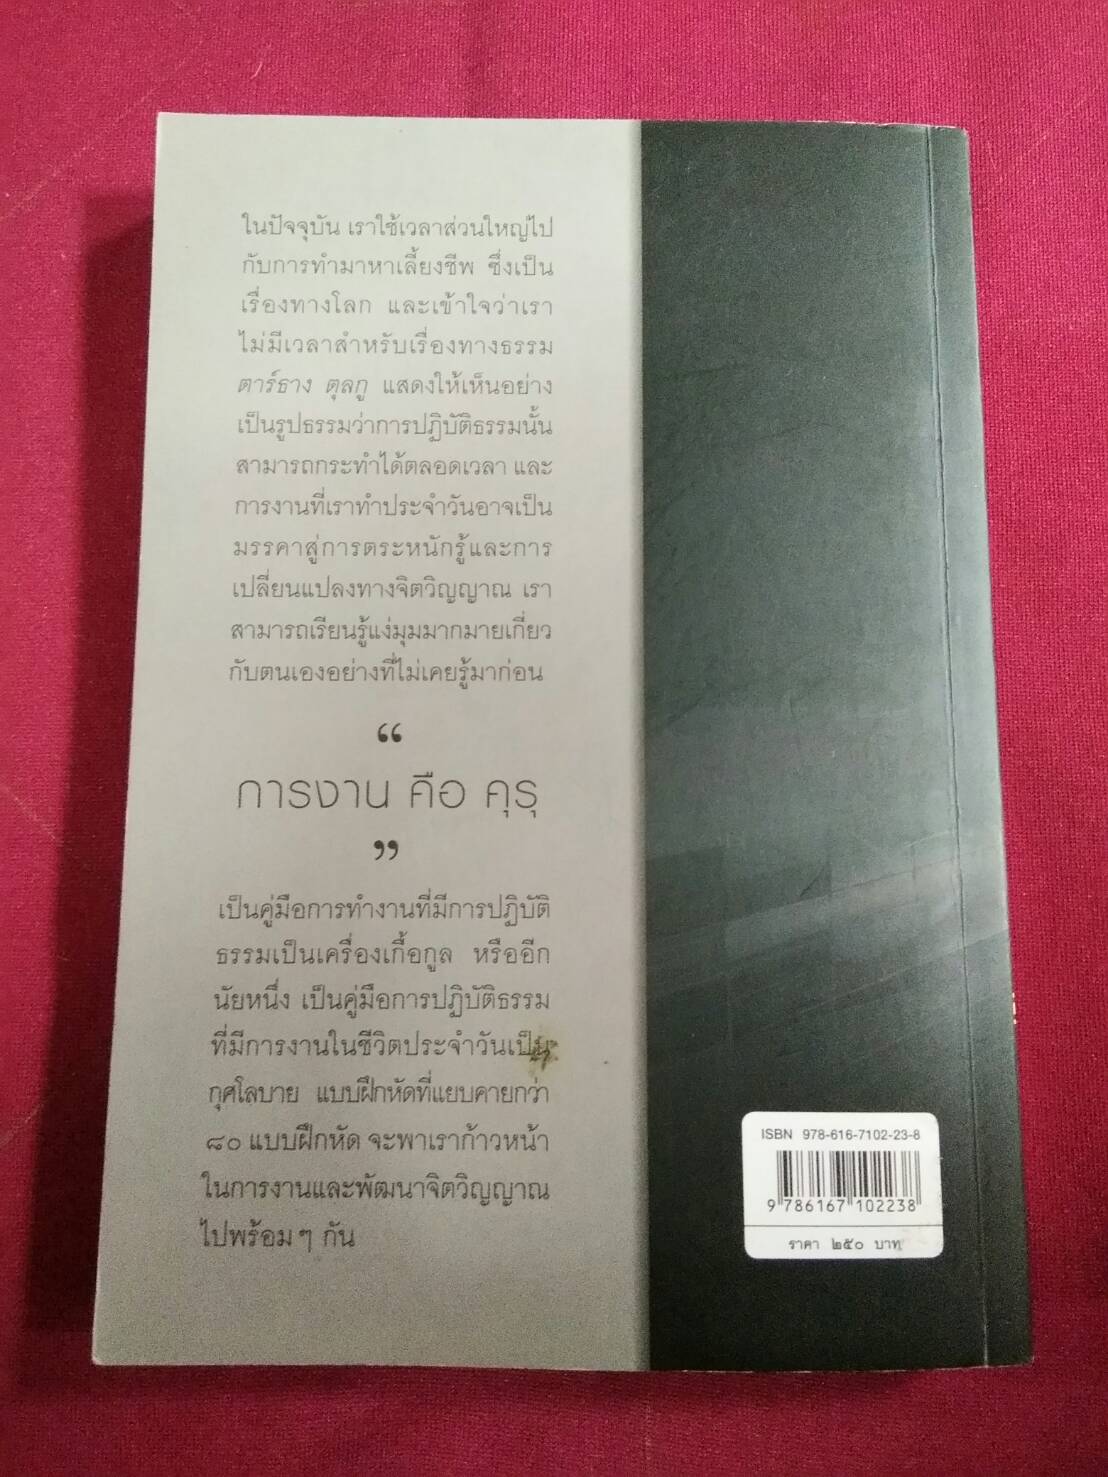 ในปัจจุบัน เราใช้เวลาส่วนใหญ่ไป
กับการทำมาหาเลี้ยงชีพ ซึ่งเป็น
เรื่องทางโลก และเข้าใจว่าเรา
ไม่มีเวลาสำหรับเรื่องทางธรรม
ตาร์ธาง ตุลกู แสดงให้เห็นอย่าง
เป็นรูปธรรมว่าการปฏิบัติธรรมนั้น
สามารถกระทำได้ตลอดเวลา และ
การงานที่เราทำประจำวันอาจเป็น
มรรคาสู่การตระหนักรู้และการ
เปลี่ยนแปลงทางจิตวิญญาณ เรา
สามารถเรียนรู้แง่มุมมากมายเกี่ยว
กับตนเองอย่างที่ไม่เคยรู้มาก่อน
“
การงาน คือ คุรุ
”
เป็นคู่มือการทำงานที่มีการปฏิบัติ
ธรรมเป็นเครื่องเกื้อกูล หรืออีก
นัยหนึ่ง เป็นคู่มือการปฏิบัติธรรม
ที่มีการงานในชีวิตประจำวันเป็น
กุศโลบาย แบบฝึกหัดที่แยบคายกว่า
๘๐ แบบฝึกหัด จะพาเราก้าวหน้า
ในการงานและพัฒนาจิตวิญญาณ
ไปพร้อมๆ กัน
ISBN 978-616-7102-23-8
9 786167 102238
ราคา ๒๕๐ บาท